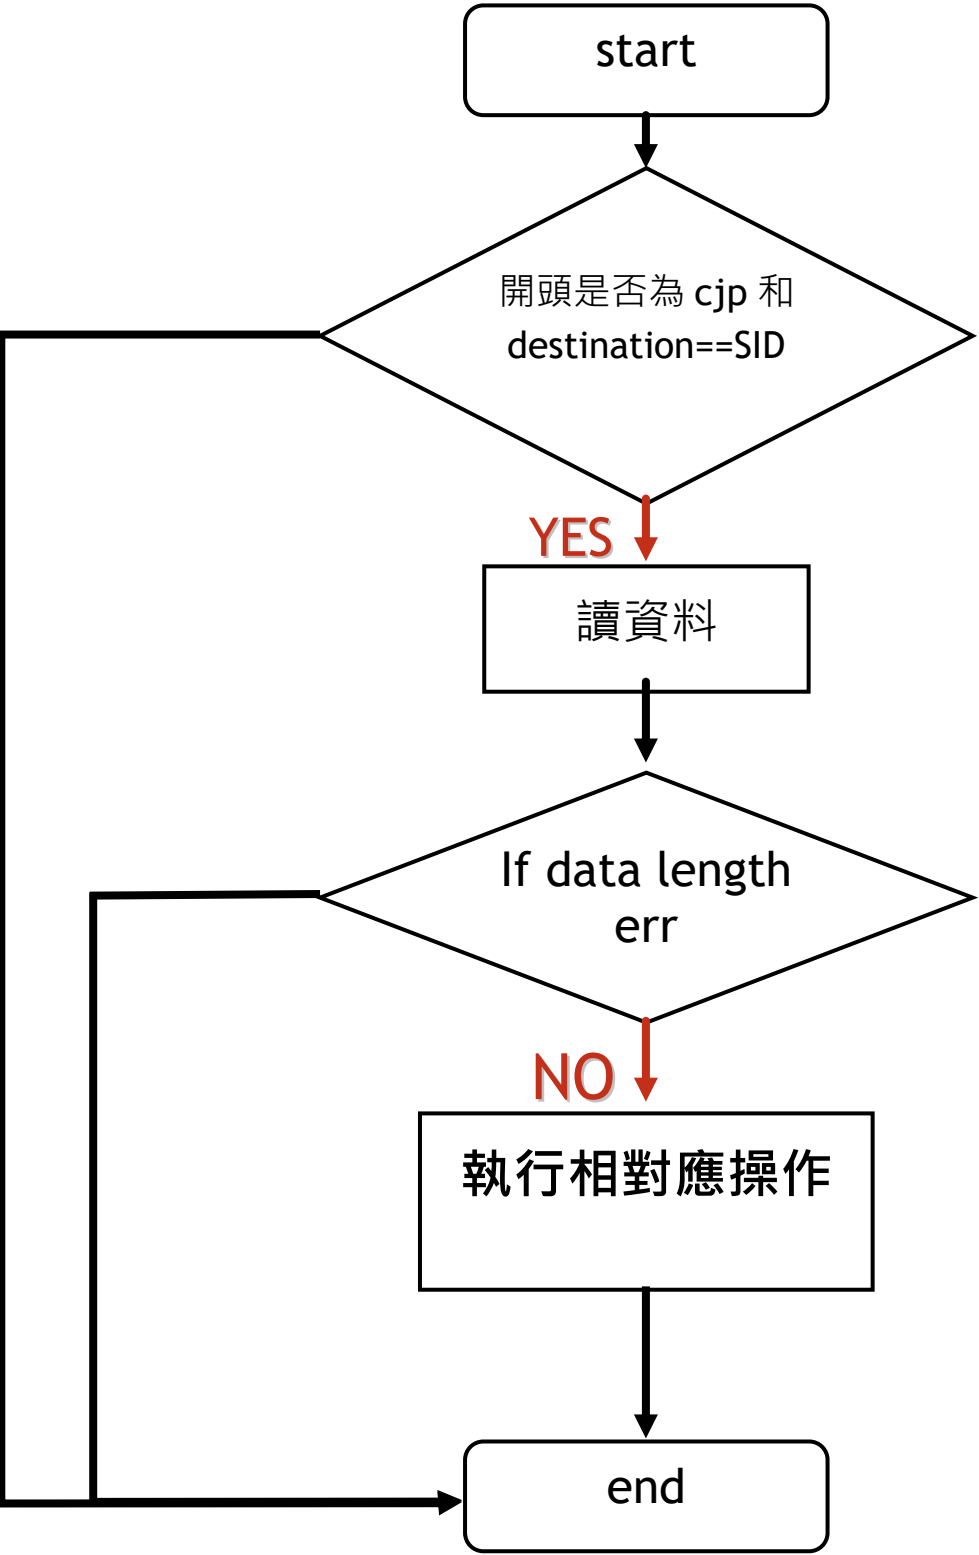 start
開頭是否為 cjp 和
destination==SID
YES
讀資料
If data length
err
NO
執行相對應操作
end